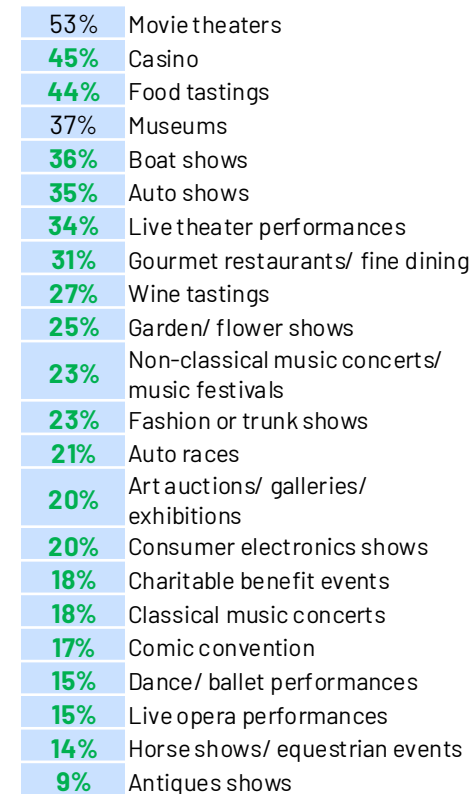 53% Movie theaters
45% Casino
44% Food tastings
37% Museums
36% Boat shows
35% Auto shows
34% Live theater performances
31% Gourmet restaurants/ fine dining
27% Wine tastings
25% Garden/ flower shows
23% Non-classical music concerts/
music festivals
23% Fashion or trunk shows
21% Auto races
20% Art auctions/ galleries/
exhibitions
20% Consumer electronics shows
18% Charitable benefit events
18% Classical music concerts
17% Comic convention
15% Dance/ ballet performances
15% Live opera performances
14% Horse shows/ equestrian events
9% Antiques shows